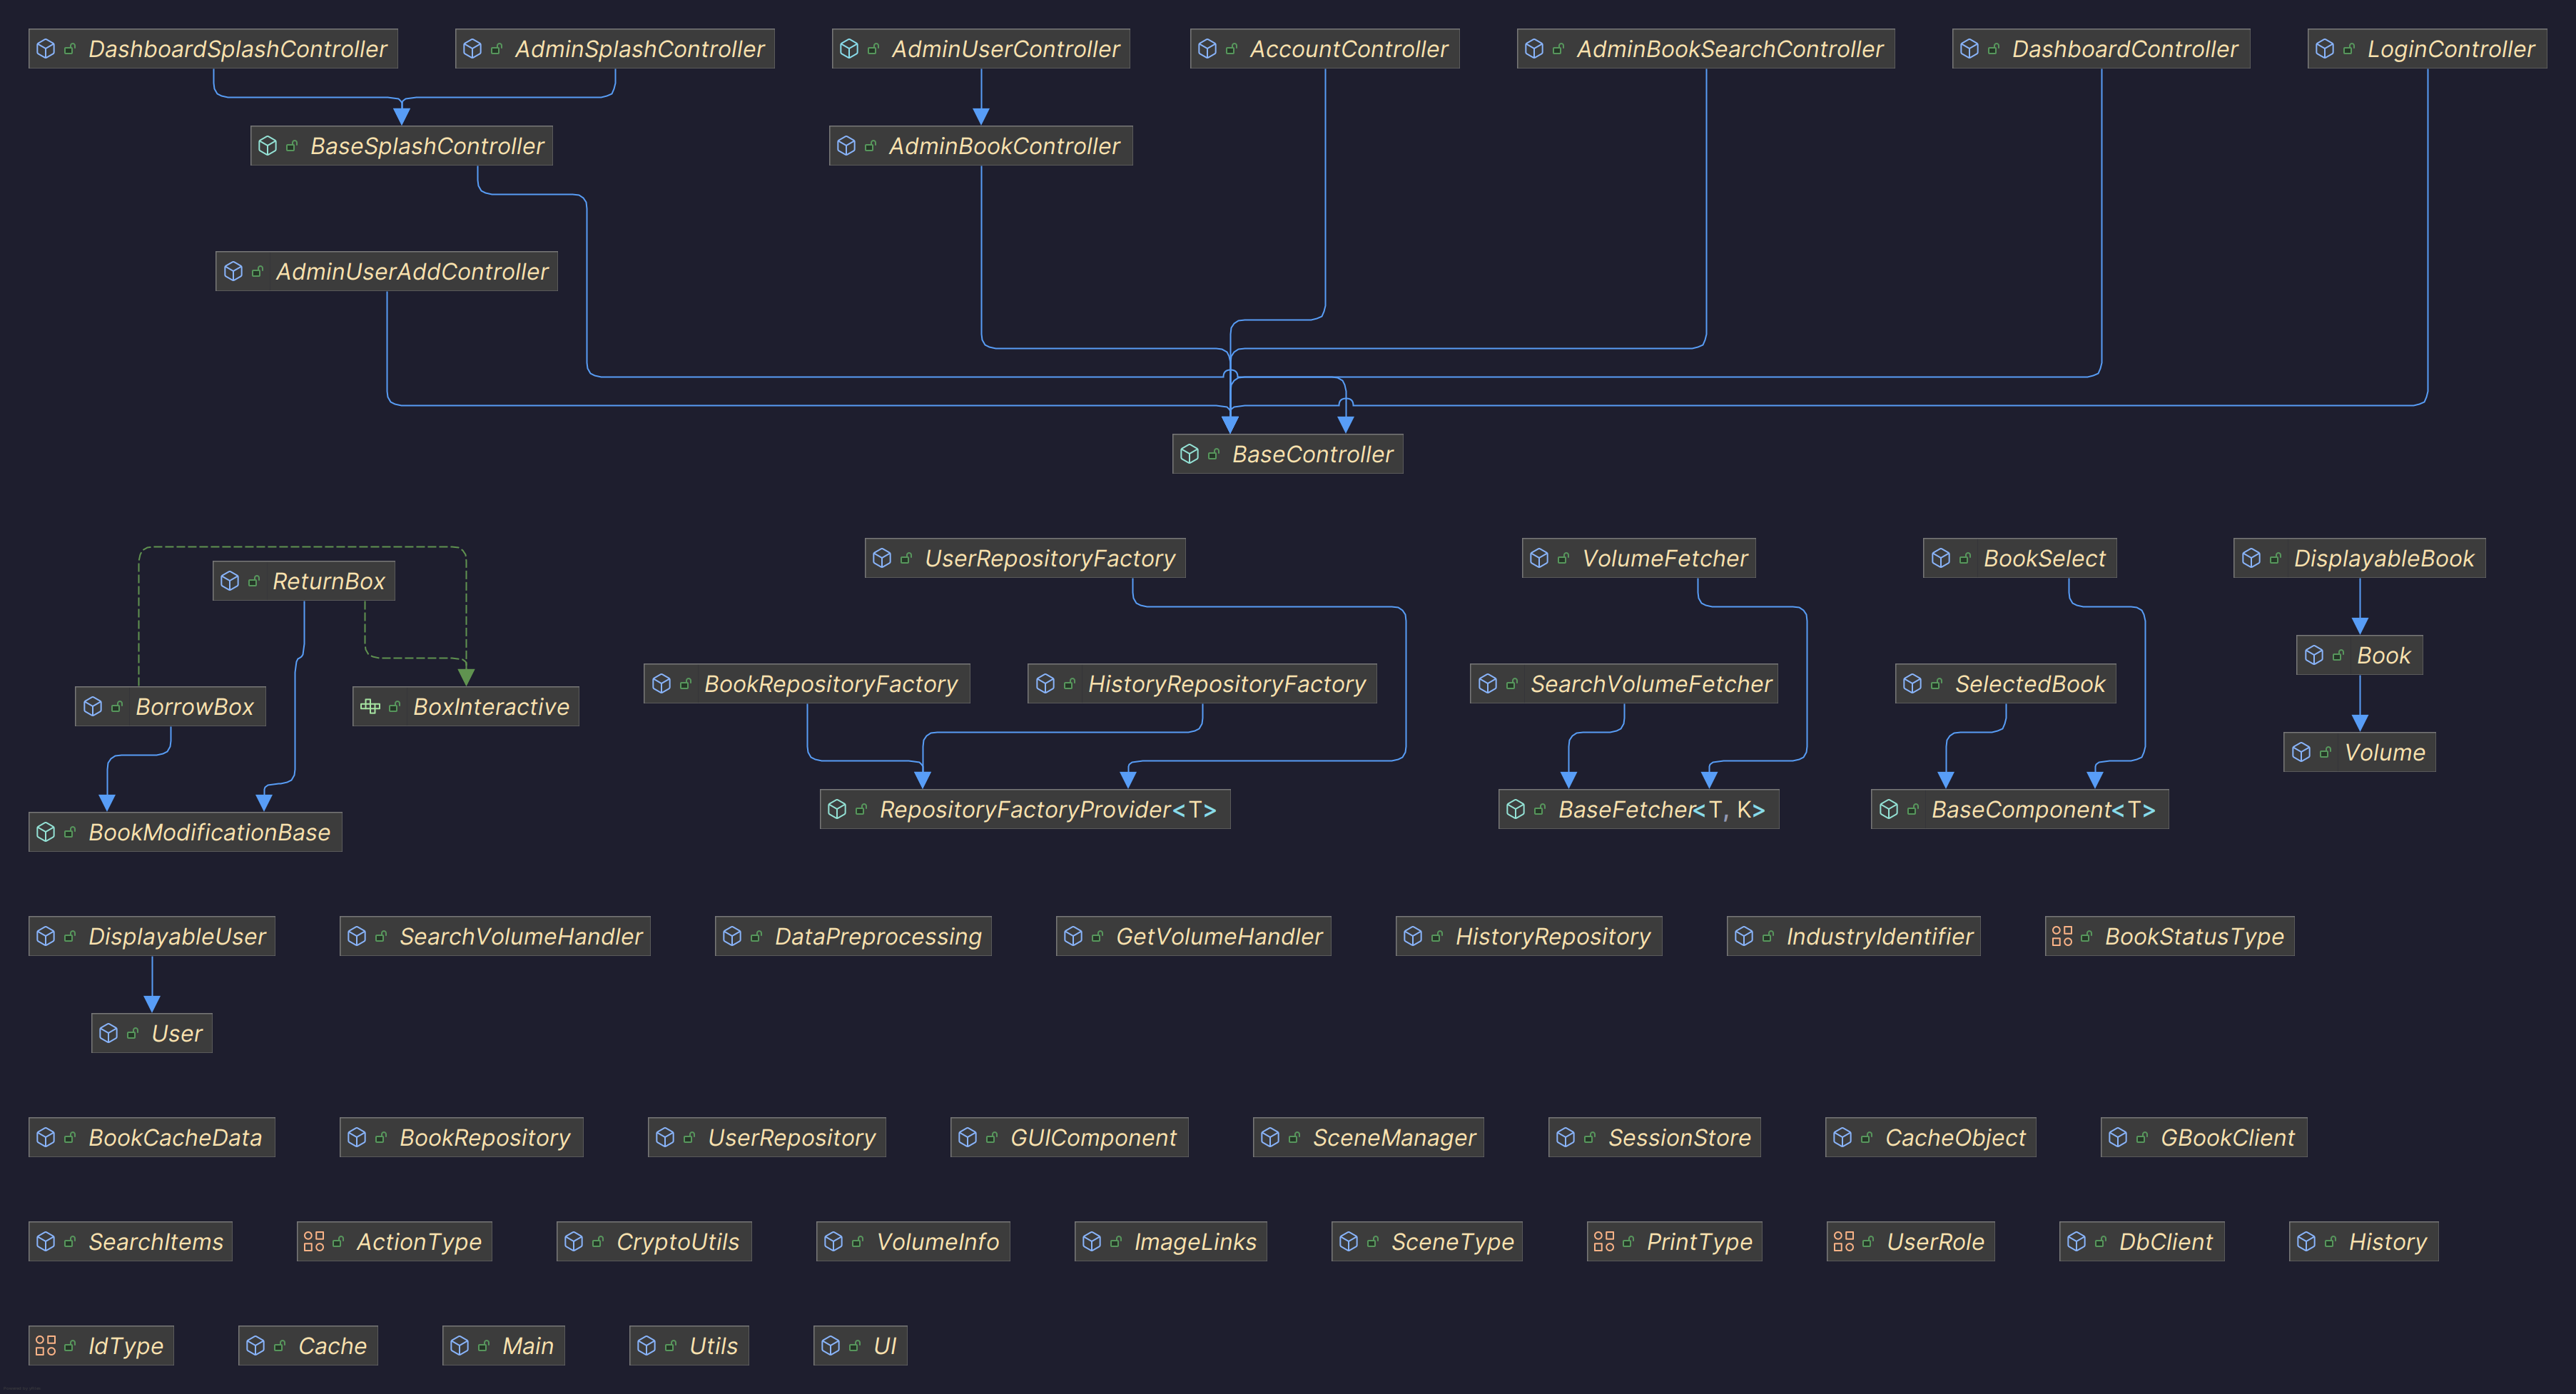 DashboardSplashController
AdminSplashController
AdminUserController
AccountController
AdminBookSearchController
DashboardController
LoginController
BaseSplashController
AdminBookController
AdminUserAddController
BaseController
UserRepositoryFactory
VolumeFetcher
BookSelect
DisplayableBook
ReturnBox
Book
BookRepositoryFactory
HistoryRepositoryFactory
SearchVolumeFetcher
SelectedBook
BorrowBox
BoxInteractive
Volume
RepositoryFactoryProvider<T>
BaseFetcher<T, K>
BaseComponent<T>
BookModificationBase
DisplayableUser
SearchVolumeHandler
DataPreprocessing
GetVolumeHandler
HistoryRepository
IndustryIdentifier
BookStatusType
User
BookCacheData
BookRepository
UserRepository
GUIComponent
SceneManager
SessionStore
CacheObject
GBookClient
SearchItems
ActionType
CryptoUtils
VolumeInfo
ImageLinks
SceneType
PrintType
UserRole
DbClient
History
IdType
Cache
Main
Utils
UI